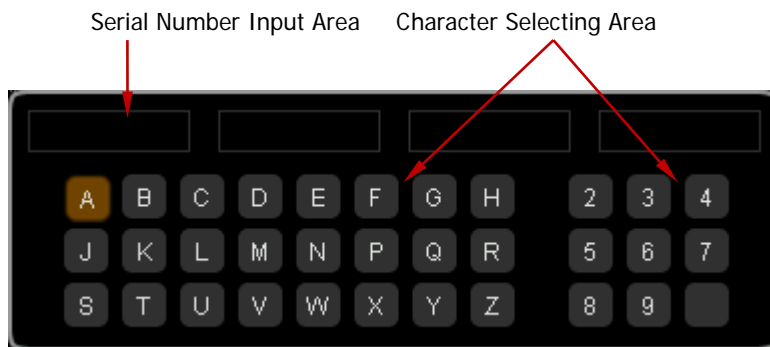 Serial Number Input Area Character Selecting Area
A B C D E F G H 2 3 4
J K L M N P Q R 5 6 7
S T U V W X Y Z 8 9